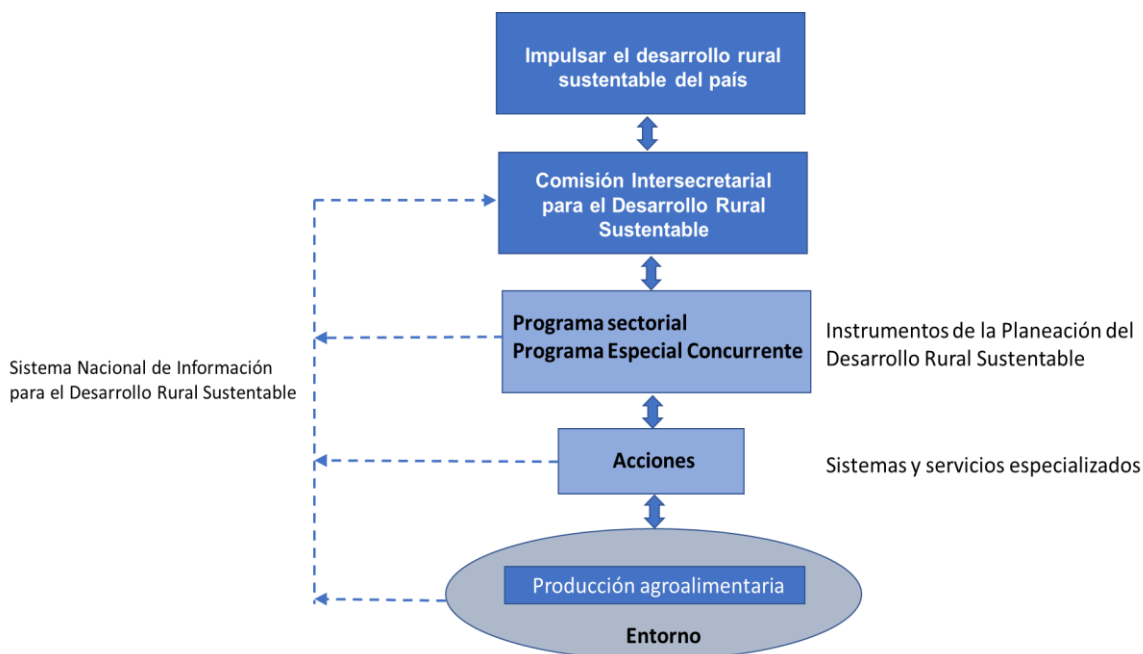 Impulsar el desarrollo rural
sustentable del país
Comisión Intersecretarial
para el Desarrollo Rural
Sustentable
Programa sectorial
Programa Especial Concurrente
Instrumentos de la Planeación del
Desarrollo Rural Sustentable
Sistema Nacional de Información
para el Desarrollo Rural Sustentable
Acciones
Sistemas y servicios especializados
Producción agroalimentaria
Entorno